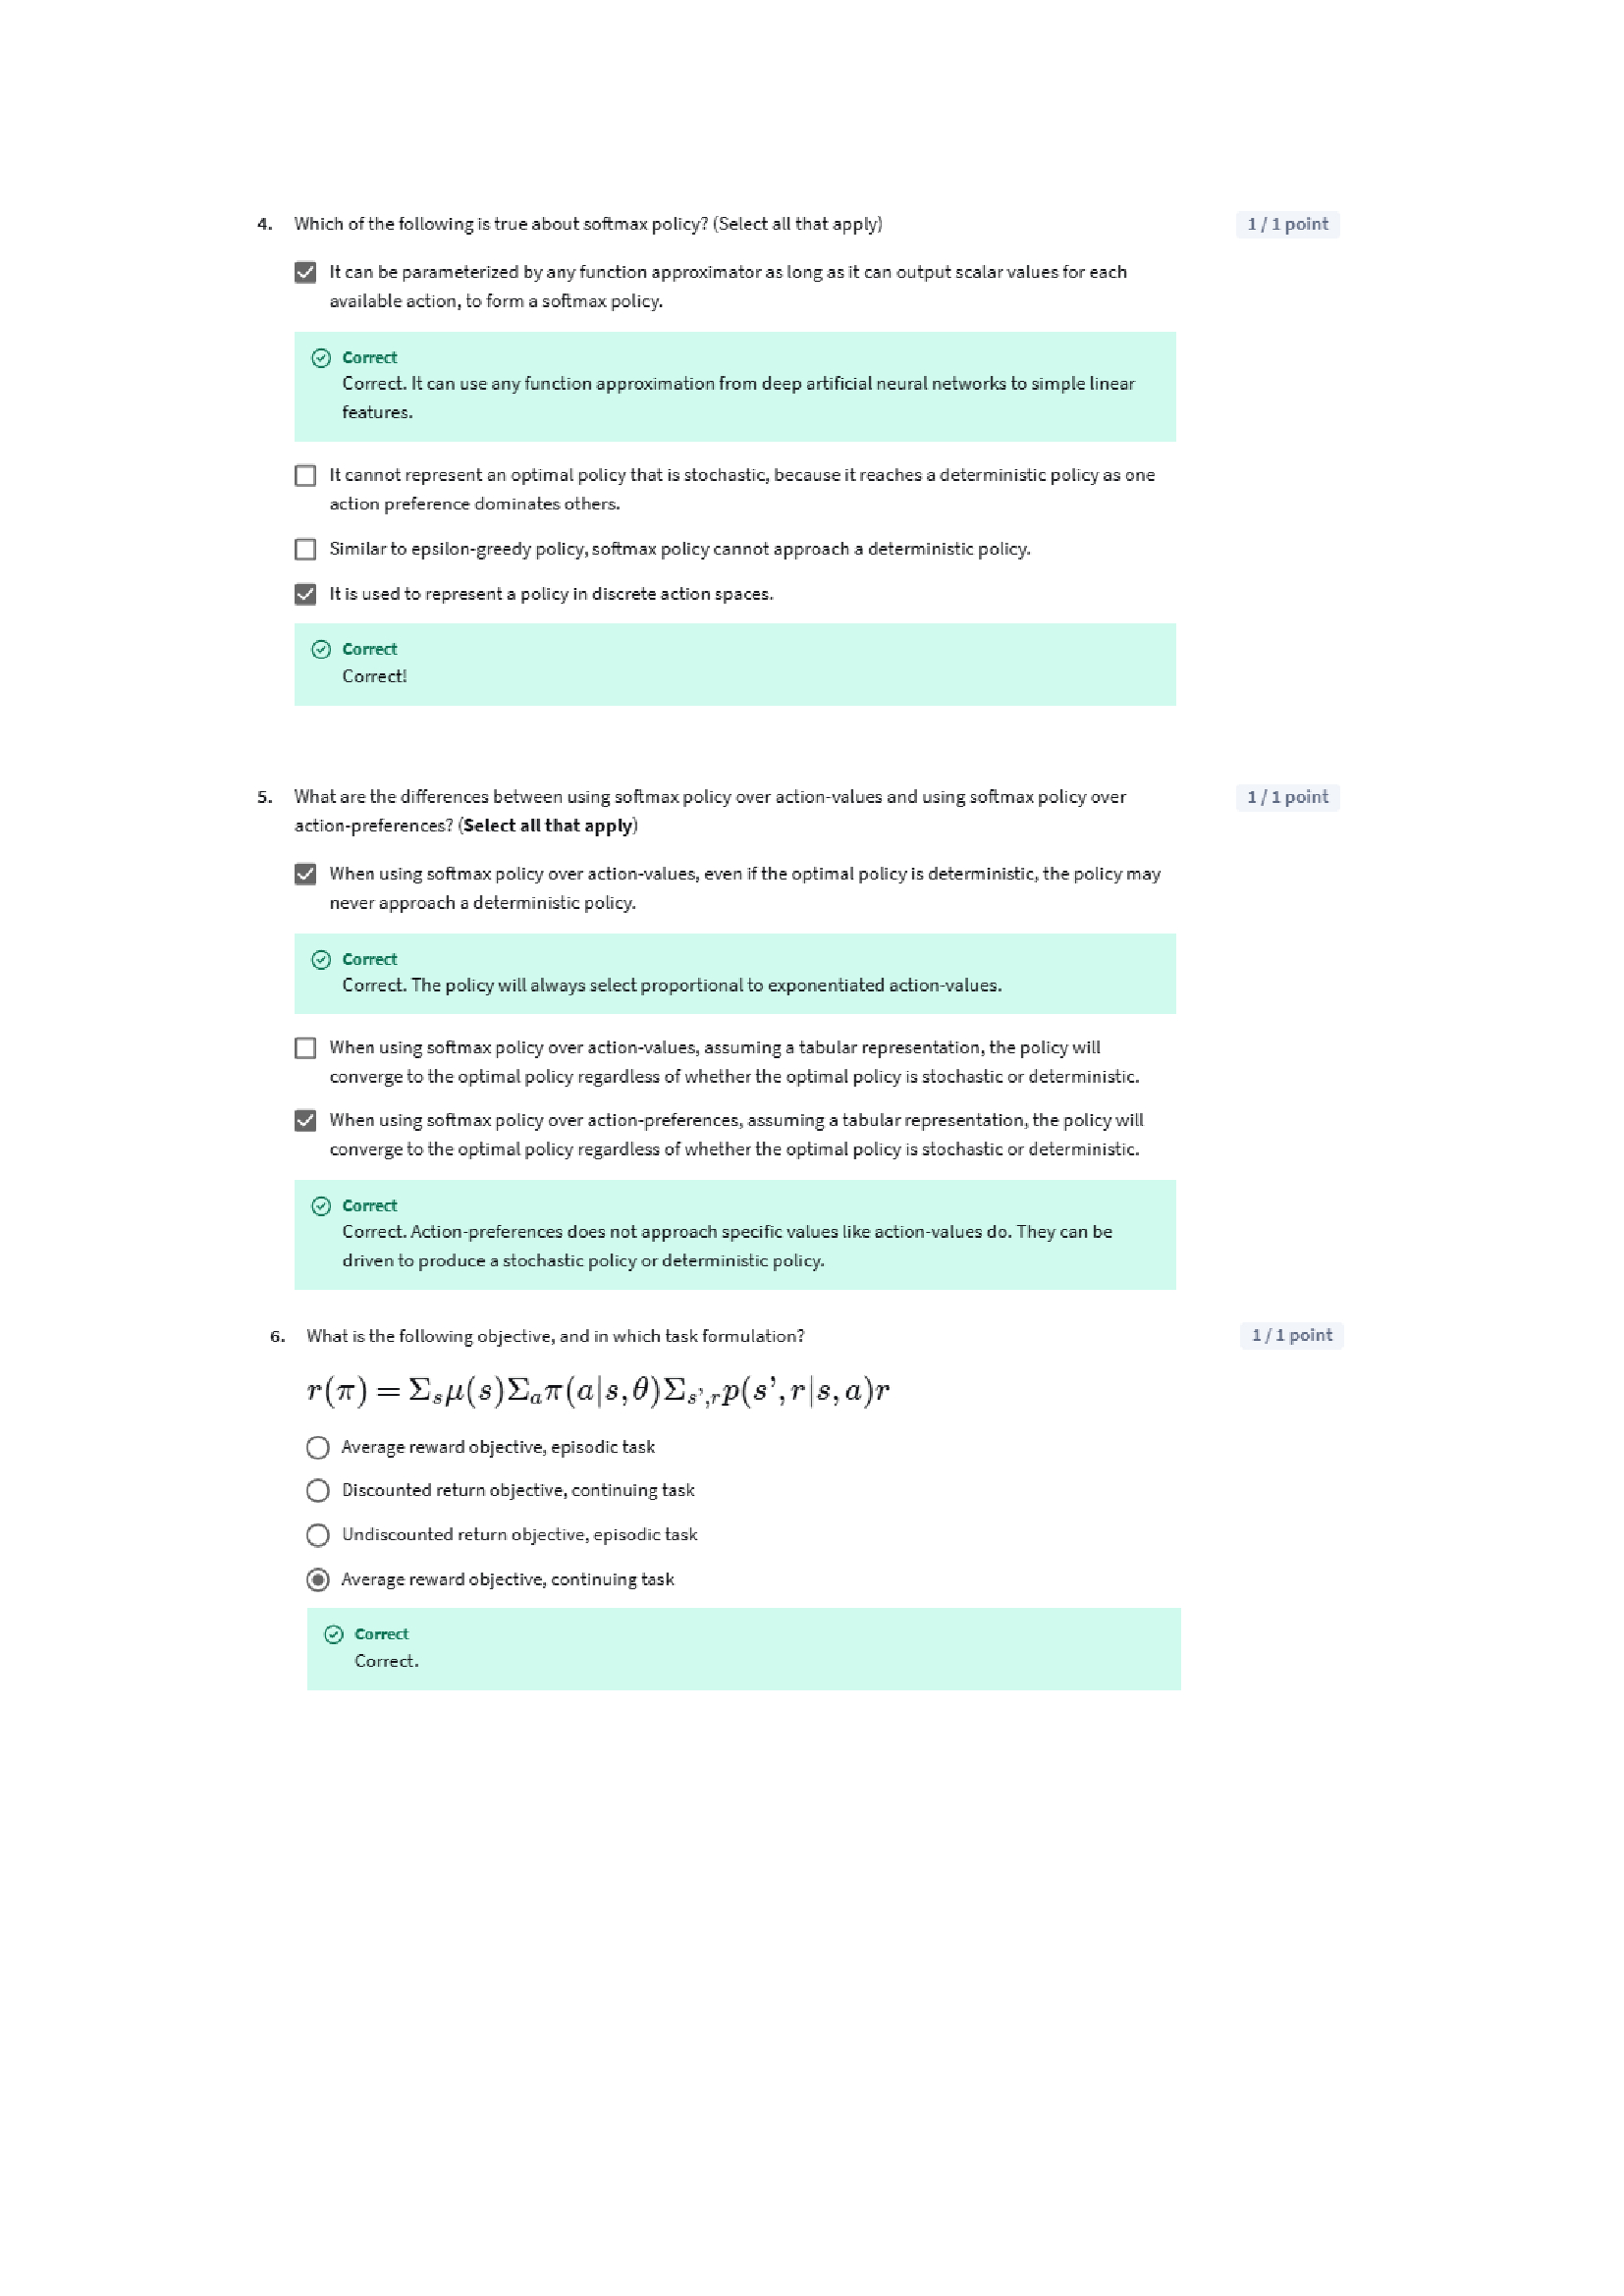 4. Which of the following is true about softmax policy? (Select all that apply) 1 / 1 point
It can be parameterized by any function approximator as long as it can output scalar values for each
available action, to form a softmax policy.
Correct
Correct. It can use any function approximation from deep artificial neural networks to simple linear
features.
It cannot represent an optimal policy that is stochastic, because it reaches a deterministic policy as one
action preference dominates others.
Similar to epsilon-greedy policy, softmax policy cannot approach a deterministic policy.
It is used to represent a policy in discrete action spaces.
Correct
Correct!
5. What are the differences between using softmax policy over action-values and using softmax policy over 1 / 1 point
action-preferences? (Select all that apply)
When using softmax policy over action-values, even if the optimal policy is deterministic, the policy may
never approach a deterministic policy.
Correct
Correct. The policy will always select proportional to exponentiated action-values.
When using softmax policy over action-values, assuming a tabular representation, the policy will
converge to the optimal policy regardless of whether the optimal policy is stochastic or deterministic.
When using softmax policy over action-preferences, assuming a tabular representation, the policy will
converge to the optimal policy regardless of whether the optimal policy is stochastic or deterministic.
Correct
Correct. Action-preferences does not approach specific values like action-values do. They can be
driven to produce a stochastic policy or deterministic policy.
6. What is the following objective, and in which task formulation? 1 / 1 point
r(π) = Σ_s μ(s)Σ_a π(a|s, θ)Σ_{s’,r} p(s’, r|s, a)r
Average reward objective, episodic task
Discounted return objective, continuing task
Undiscounted return objective, episodic task
Average reward objective, continuing task
Correct
Correct.